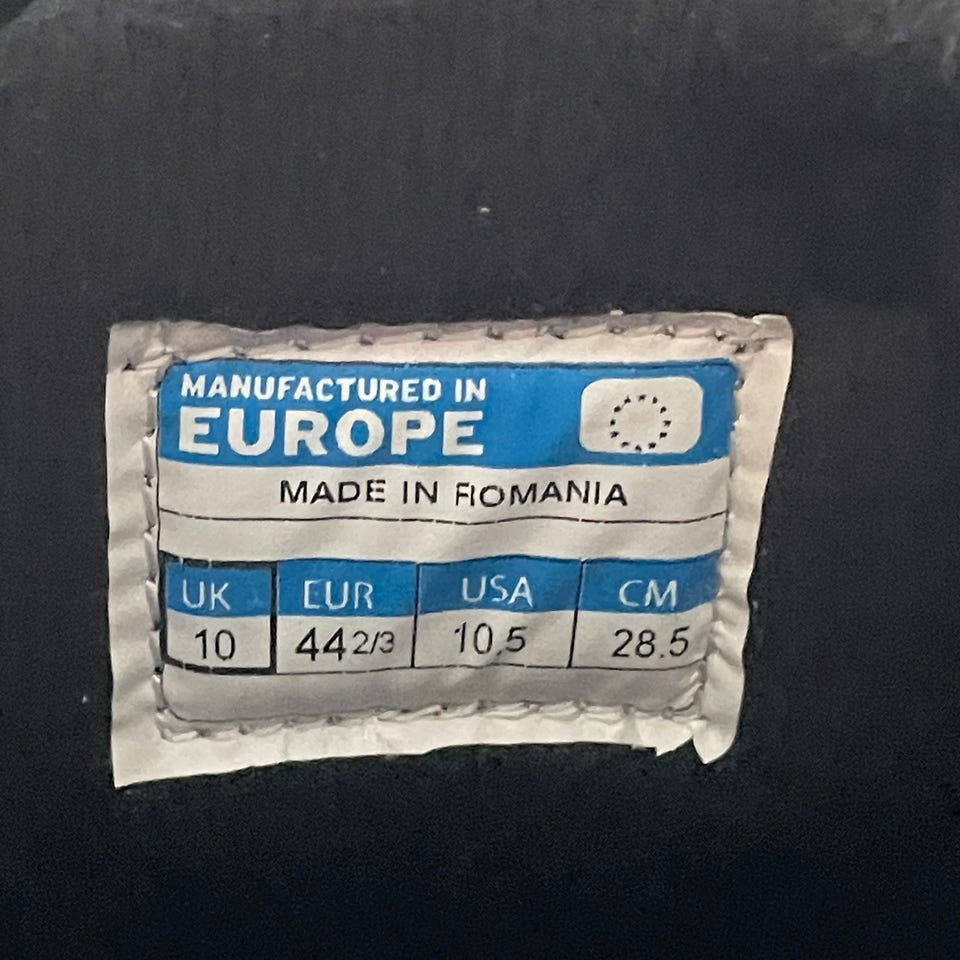 MANUFACTURED IN
EUROPE
MADE IN ROMANIA
UK EUR USA CM
10 44 2/3 10.5 28.5